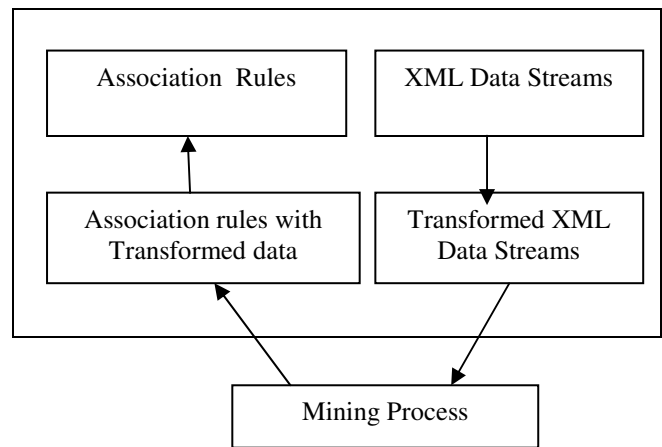 Association Rules
XML Data Streams
Association rules with
Transformed data
Transformed XML
Data Streams
Mining Process